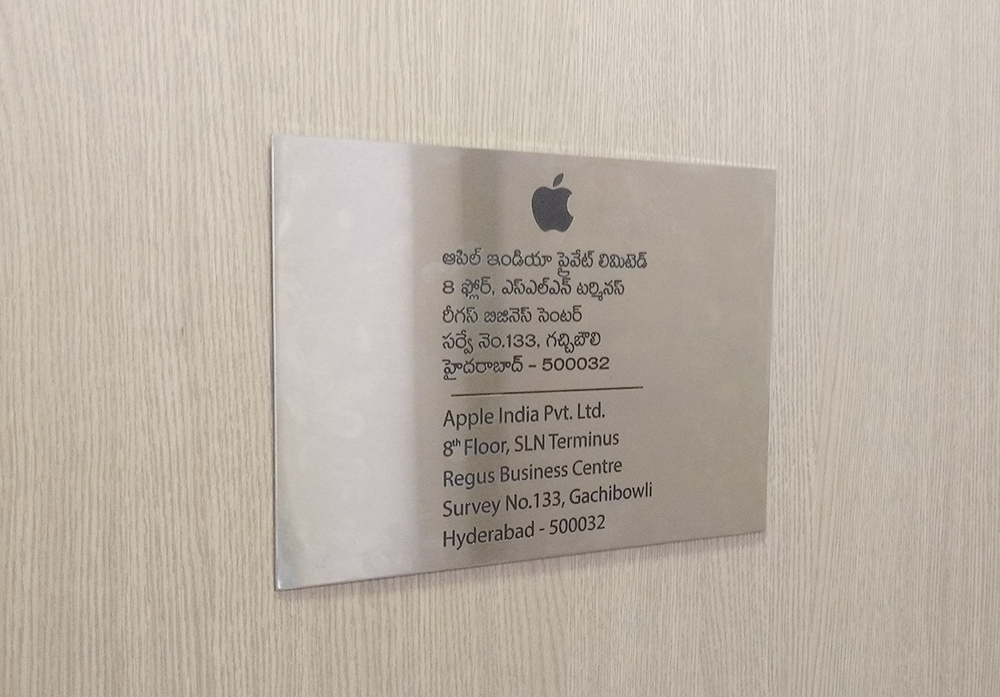 ఆపిల్ ఇండియా ప్రైవేట్ లిమిటెడ్
8 ఫ్లోర్, ఎస్ఎల్ఎన్ టర్మినస్
రీగస్ బిజినెస్ సెంటర్
సర్వే నెం.133, గచ్చిబౌలి
హైదరాబాద్ - 500032
Apple India Pvt. Ltd.
8th Floor, SLN Terminus
Regus Business Centre
Survey No.133, Gachibowli
Hyderabad - 500032